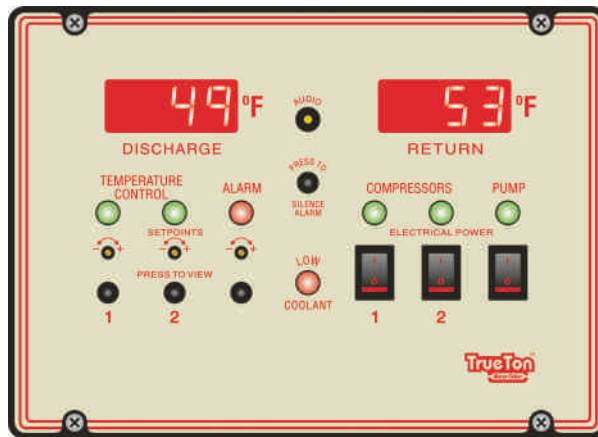 49 °F
AUDIO
53 °F
DISCHARGE
RETURN
PRESS TO
SILENCE
ALARM
TEMPERATURE
CONTROL
ALARM
COMPRESSORS
PUMP
SETPOINTS
ELECTRICAL POWER
- +
- +
- +
PRESS TO VIEW
LOW
COOLANT
I
O
I
O
I
O
1
2
1
2
TrueTon